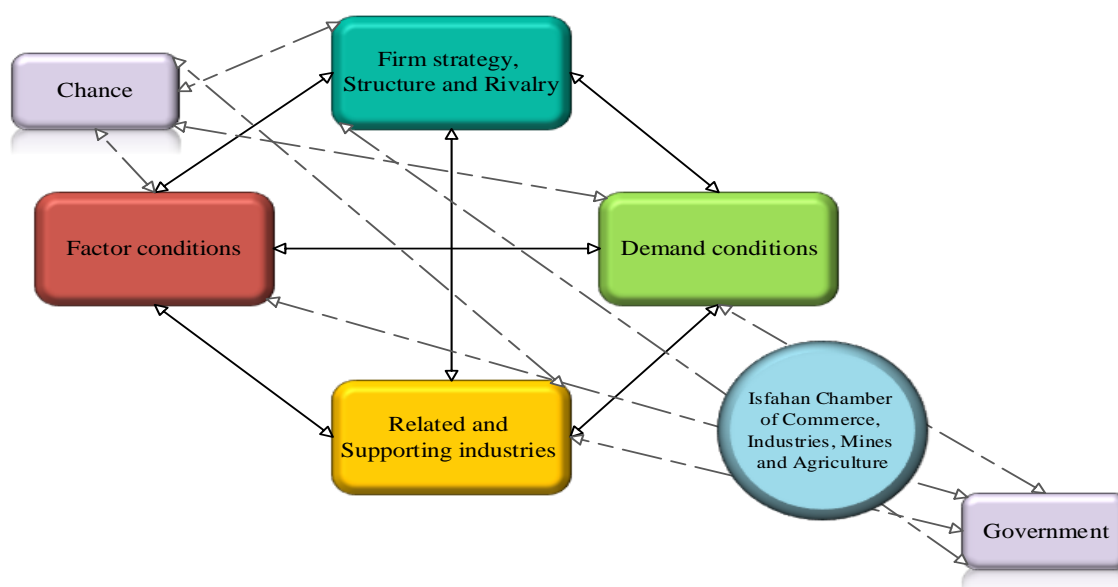 Firm strategy,
Structure and Rivalry
Chance
Factor conditions
Demand conditions
Related and
Supporting industries
Isfahan Chamber
of Commerce,
Industries, Mines
and Agriculture
Government